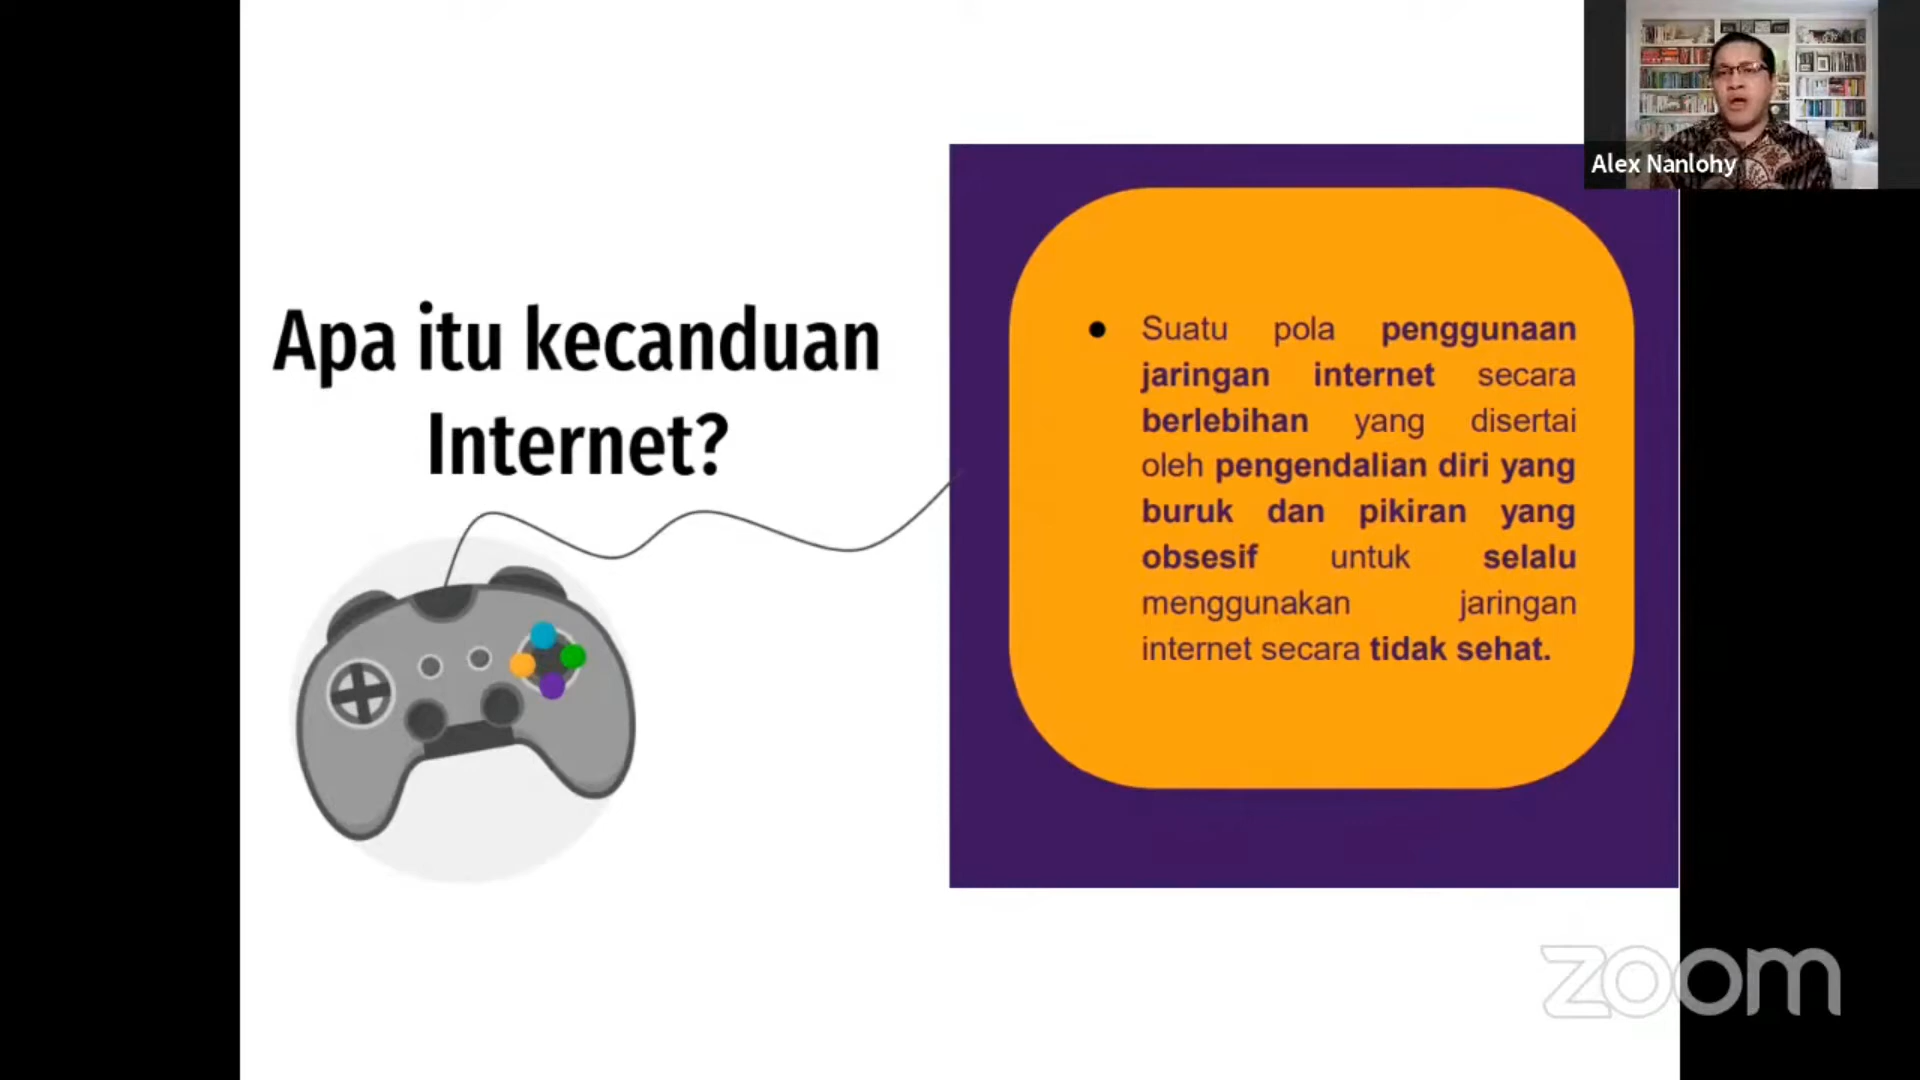 Apa itu kecanduan
Internet?
● Suatu pola penggunaan
jaringan internet secara
berlebihan yang disertai
oleh pengendalian diri yang
buruk dan pikiran yang
obsesif untuk selalu
menggunakan jaringan
internet secara tidak sehat.
Alex Nanlohy
zoom